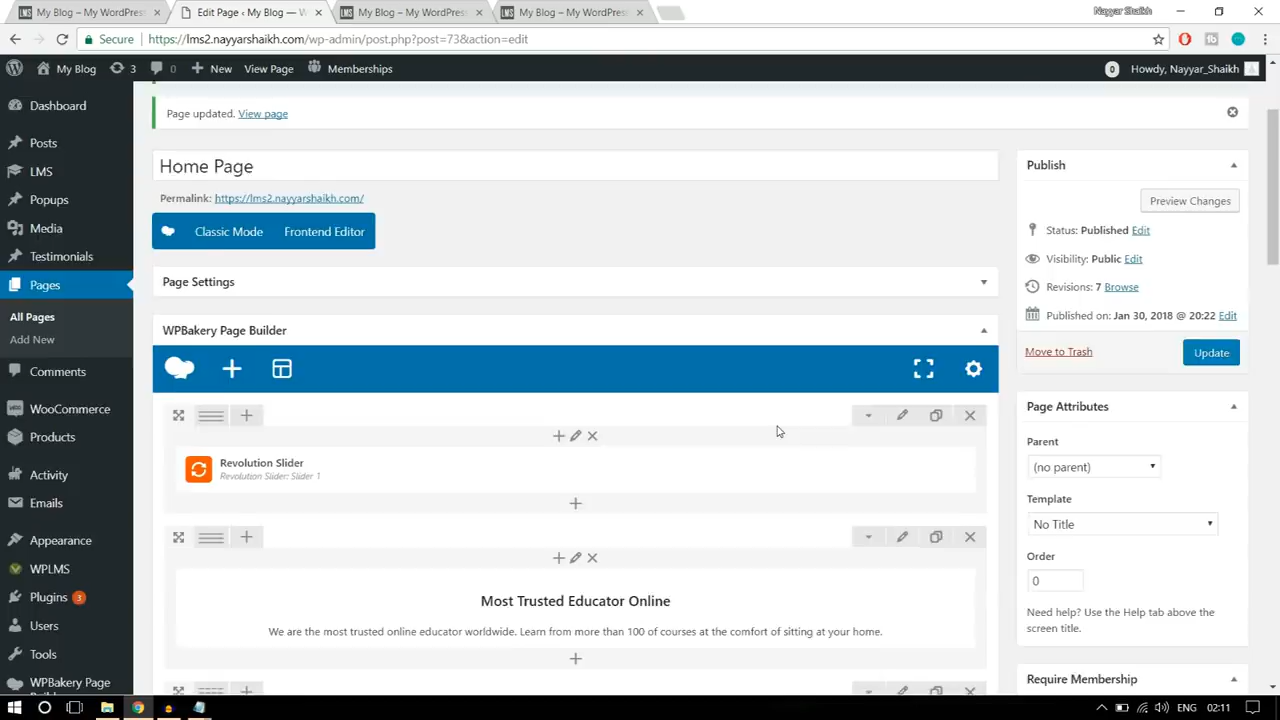 My Blog – My WordPress
Edit Page ‹ My Blog —
My Blog – My WordPress
My Blog – My WordPress
Nayyar Shaikh
Secure
https://lms2.nayyarshaikh.com/wp-admin/post.php?post=73&action=edit
My Blog
3
0
New
View Page
Memberships
0
Howdy, Nayyar_Shaikh
Dashboard
Posts
LMS
Popups
Media
Testimonials
Pages
All Pages
Add New
Comments
WooCommerce
Products
Activity
Emails
Appearance
WPLMS
Plugins 3
Users
Tools
WPBakery Page
Page updated. View page
Home Page
Permalink: https://lms2.nayyarshaikh.com/
Classic Mode
Frontend Editor
Page Settings
WPBakery Page Builder
Revolution Slider
Revolution Slider: Slider 1
Most Trusted Educator Online
We are the most trusted online educator worldwide. Learn from more than 100 of courses at the comfort of sitting at your home.
Publish
Preview Changes
Status: Published Edit
Visibility: Public Edit
Revisions: 7 Browse
Published on: Jan 30, 2018 @ 20:22 Edit
Move to Trash
Update
Page Attributes
Parent
(no parent)
Template
No Title
Order
0
Need help? Use the Help tab above the
screen title.
Require Membership
ENG
02:11